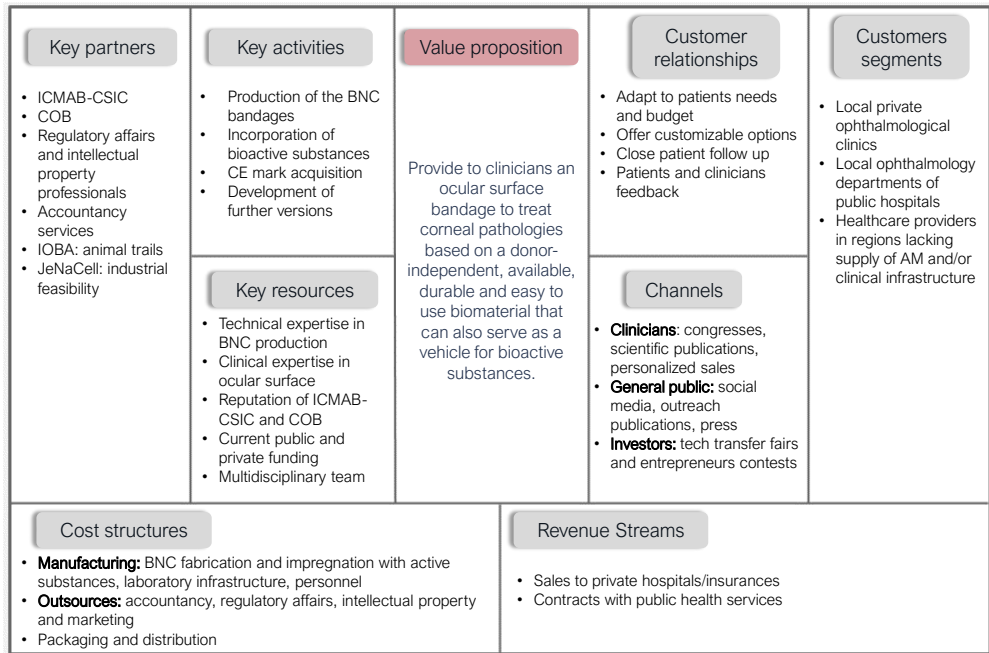 Key partners
• ICMAB-CSIC
• COB
• Regulatory affairs
and intellectual
property
professionals
• Accountancy
services
• IOBA: animal trails
• JeNaCell: industrial
feasibility
Key activities
• Production of the BNC
bandages
• Incorporation of
bioactive substances
• CE mark acquisition
• Development of
further versions
Key resources
• Technical expertise in
BNC production
• Clinical expertise in
ocular surface
• Reputation of ICMAB-
CSIC and COB
• Current public and
private funding
• Multidisciplinary team
Value proposition
Provide to clinicians an
ocular surface
bandage to treat
corneal pathologies
based on a donor-
independent, available,
durable and easy to
use biomaterial that
can also serve as a
vehicle for bioactive
substances.
Customer
relationships
• Adapt to patients needs
and budget
• Offer customizable options
• Close patient follow up
• Patients and clinicians
feedback
Channels
• Clinicians: congresses,
scientific publications,
personalized sales
• General public: social
media, outreach
publications, press
• Investors: tech transfer fairs
and entrepreneurs contests
Customers
segments
• Local private
ophthalmological
clinics
• Local ophthalmology
departments of
public hospitals
• Healthcare providers
in regions lacking
supply of AM and/or
clinical infrastructure
Cost structures
• Manufacturing: BNC fabrication and impregnation with active
substances, laboratory infrastructure, personnel
• Outsources: accountancy, regulatory affairs, intellectual property
and marketing
• Packaging and distribution
Revenue Streams
• Sales to private hospitals/insurances
• Contracts with public health services